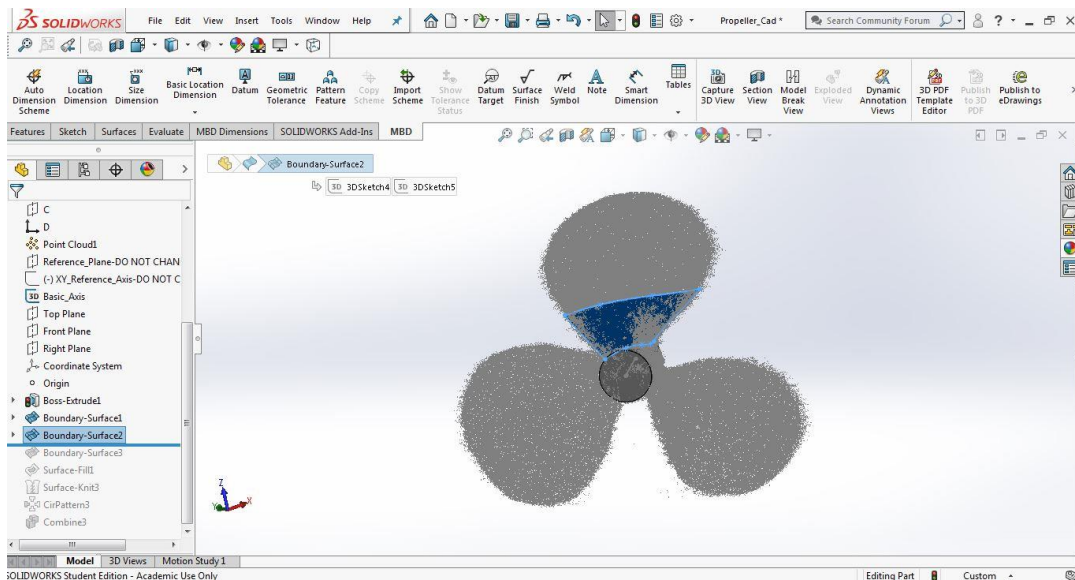 SOLIDWORKS File Edit View Insert Tools Window Help Propeller_Cad * Search Community Forum
Auto Dimension Scheme
Location Dimension
Size Dimension
Basic Location Dimension
Datum
Geometric Tolerance
Pattern Feature
Copy Scheme
Import Scheme
Show Tolerance Status
Datum Target
Surface Finish
Weld Symbol
Note
Smart Dimension
Tables
Capture 3D View
Section View
Model Break View
Exploded View
Dynamic Annotation Views
3D PDF Template Editor
Publish to 3D PDF
Publish to eDrawings
Features Sketch Surfaces Evaluate MBD Dimensions SOLIDWORKS Add-Ins MBD
Boundary-Surface2
3D 3DSketch4 3D 3DSketch5
C
D
Point Cloud1
Reference_Plane-DO NOT CHAN
(-) XY_Reference_Axis-DO NOT C
3D Basic_Axis
Top Plane
Front Plane
Right Plane
Coordinate System
Origin
Boss-Extrude1
Boundary-Surface1
Boundary-Surface2
Boundary-Surface3
Surface-Fill1
Surface-Knit3
CirPattern3
Combine3
Z
Y X
Model 3D Views Motion Study 1
SOLIDWORKS Student Edition - Academic Use Only Editing Part Custom